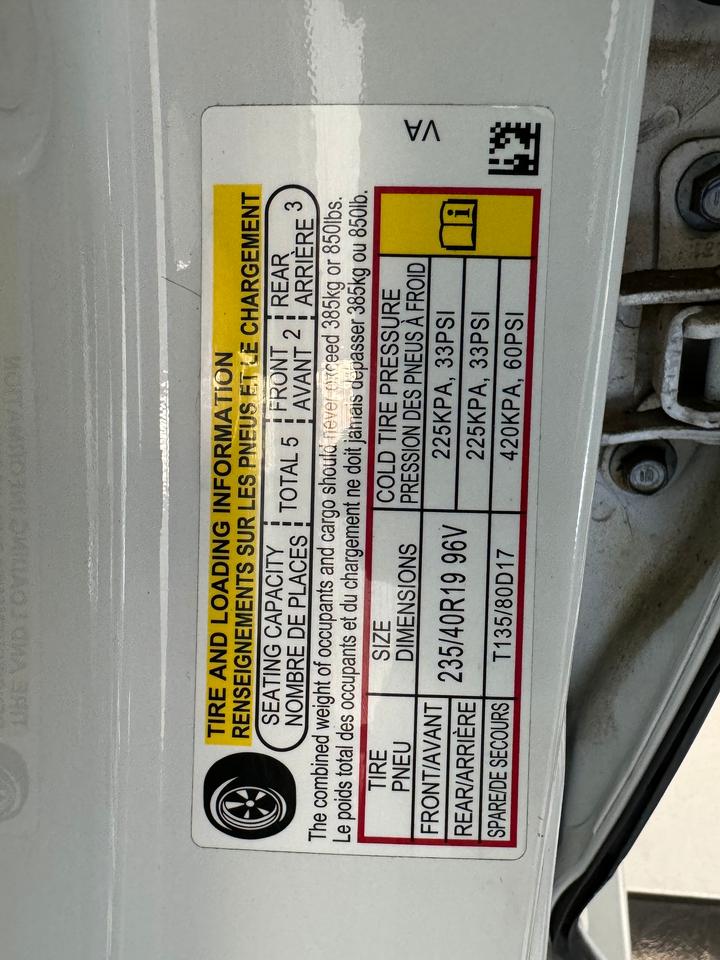 TIRE AND LOADING INFORMATION
RENSEIGNEMENTS SUR LES PNEUS ET LE CHARGEMENT
SEATING CAPACITY
NOMBRE DE PLACES
TOTAL 5
FRONT
AVANT 2
REAR
ARRIÈRE 3
The combined weight of occupants and cargo should never exceed 385kg or 850lbs.
Le poids total des occupants et du chargement ne doit jamais dépasser 385kg ou 850lb.
TIRE
PNEU
SIZE
DIMENSIONS
COLD TIRE PRESSURE
PRESSION DES PNEUS À FROID
FRONT/AVANT
235/40R19 96V
225KPA, 33PSI
REAR/ARRIÈRE
225KPA, 33PSI
SPARE/DE SECOURS
T135/80D17
420KPA, 60PSI
VA